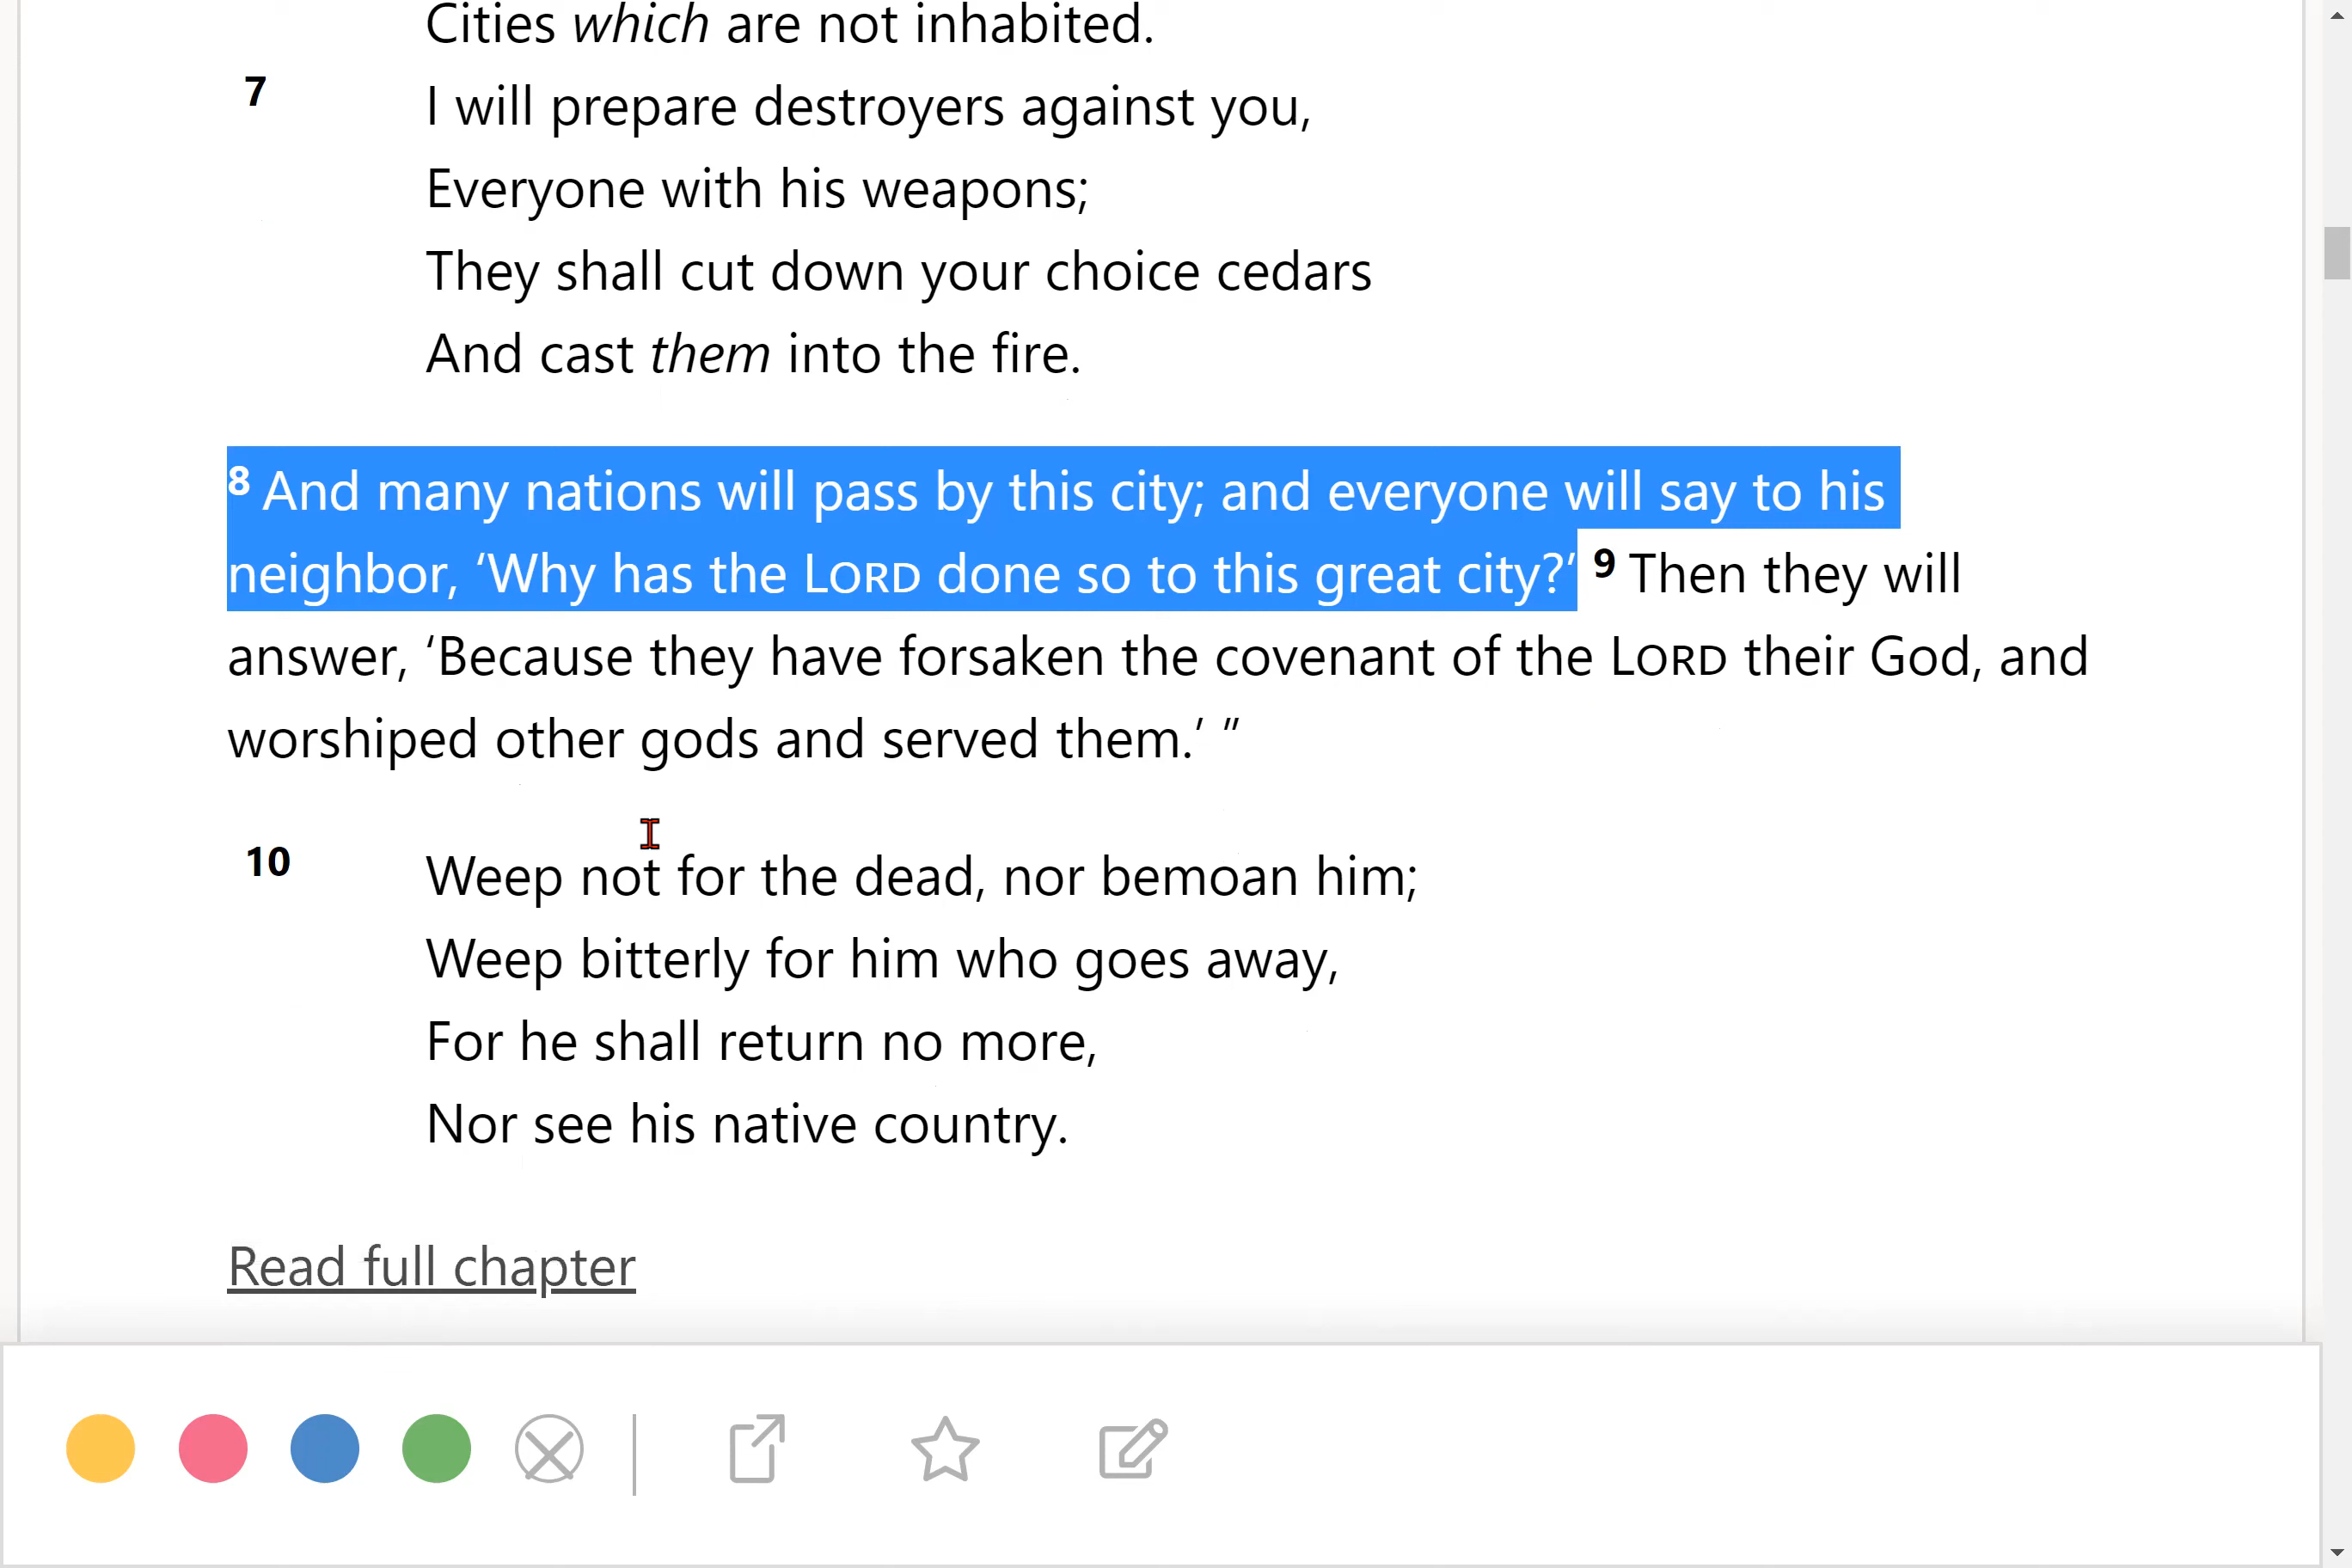 Cities which are not inhabited.
7 I will prepare destroyers against you,
Everyone with his weapons;
They shall cut down your choice cedars
And cast them into the fire.
8 And many nations will pass by this city; and everyone will say to his
neighbor, ‘Why has the LORD done so to this great city?’ 9 Then they will
answer, ‘Because they have forsaken the covenant of the LORD their God, and
worshiped other gods and served them.’ ”
10 Weep not for the dead, nor bemoan him;
Weep bitterly for him who goes away,
For he shall return no more,
Nor see his native country.
Read full chapter